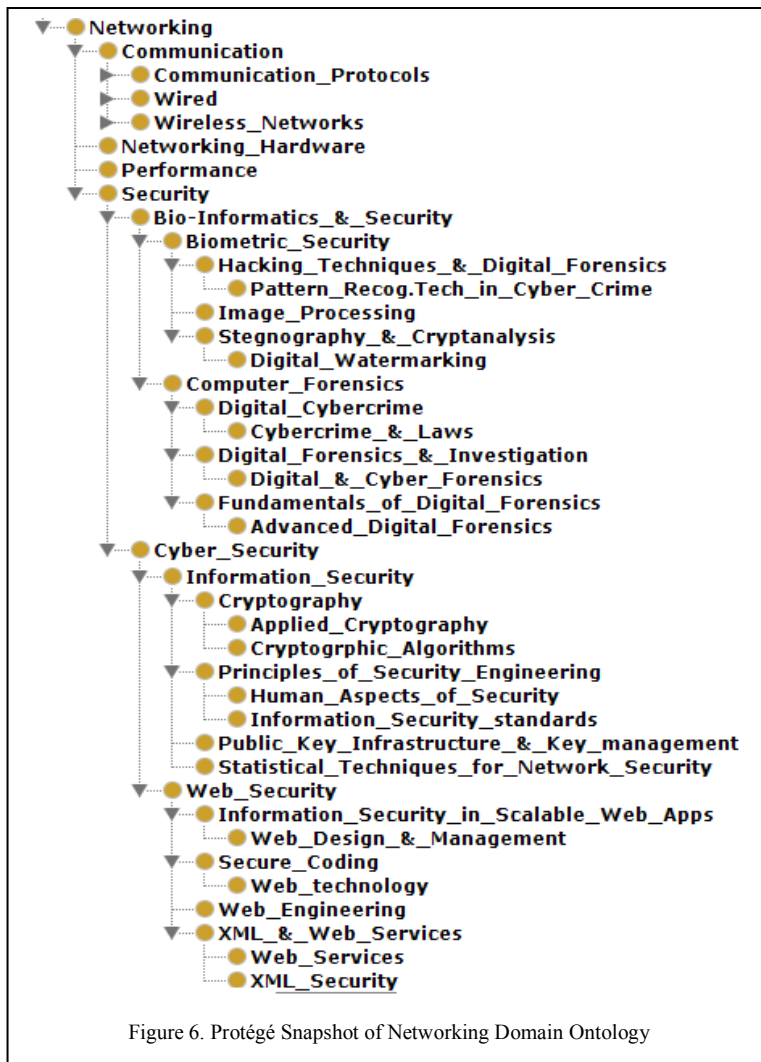 Networking
Communication
Communication_Protocols
Wired
Wireless_Networks
Networking_Hardware
Performance
Security
Bio-Informatics_&_Security
Biometric_Security
Hacking_Techniques_&_Digital_Forensics
Pattern_Recog.Tech_in_Cyber_Crime
Image_Processing
Stegnography_&_Cryptanalysis
Digital_Watermarking
Computer_Forensics
Digital_Cybercrime
Cybercrime_&_Laws
Digital_Forensics_&_Investigation
Digital_&_Cyber_Forensics
Fundamentals_of_Digital_Forensics
Advanced_Digital_Forensics
Cyber_Security
Information_Security
Cryptography
Applied_Cryptography
Cryptogrphic_Algorithms
Principles_of_Security_Engineering
Human_Aspects_of_Security
Information_Security_standards
Public_Key_Infrastructure_&_Key_management
Statistical_Techniques_for_Network_Security
Web_Security
Information_Security_in_Scalable_Web_Apps
Web_Design_&_Management
Secure_Coding
Web_technology
Web_Engineering
XML_&_Web_Services
Web_Services
XML_Security
Figure 6. Protégé Snapshot of Networking Domain Ontology